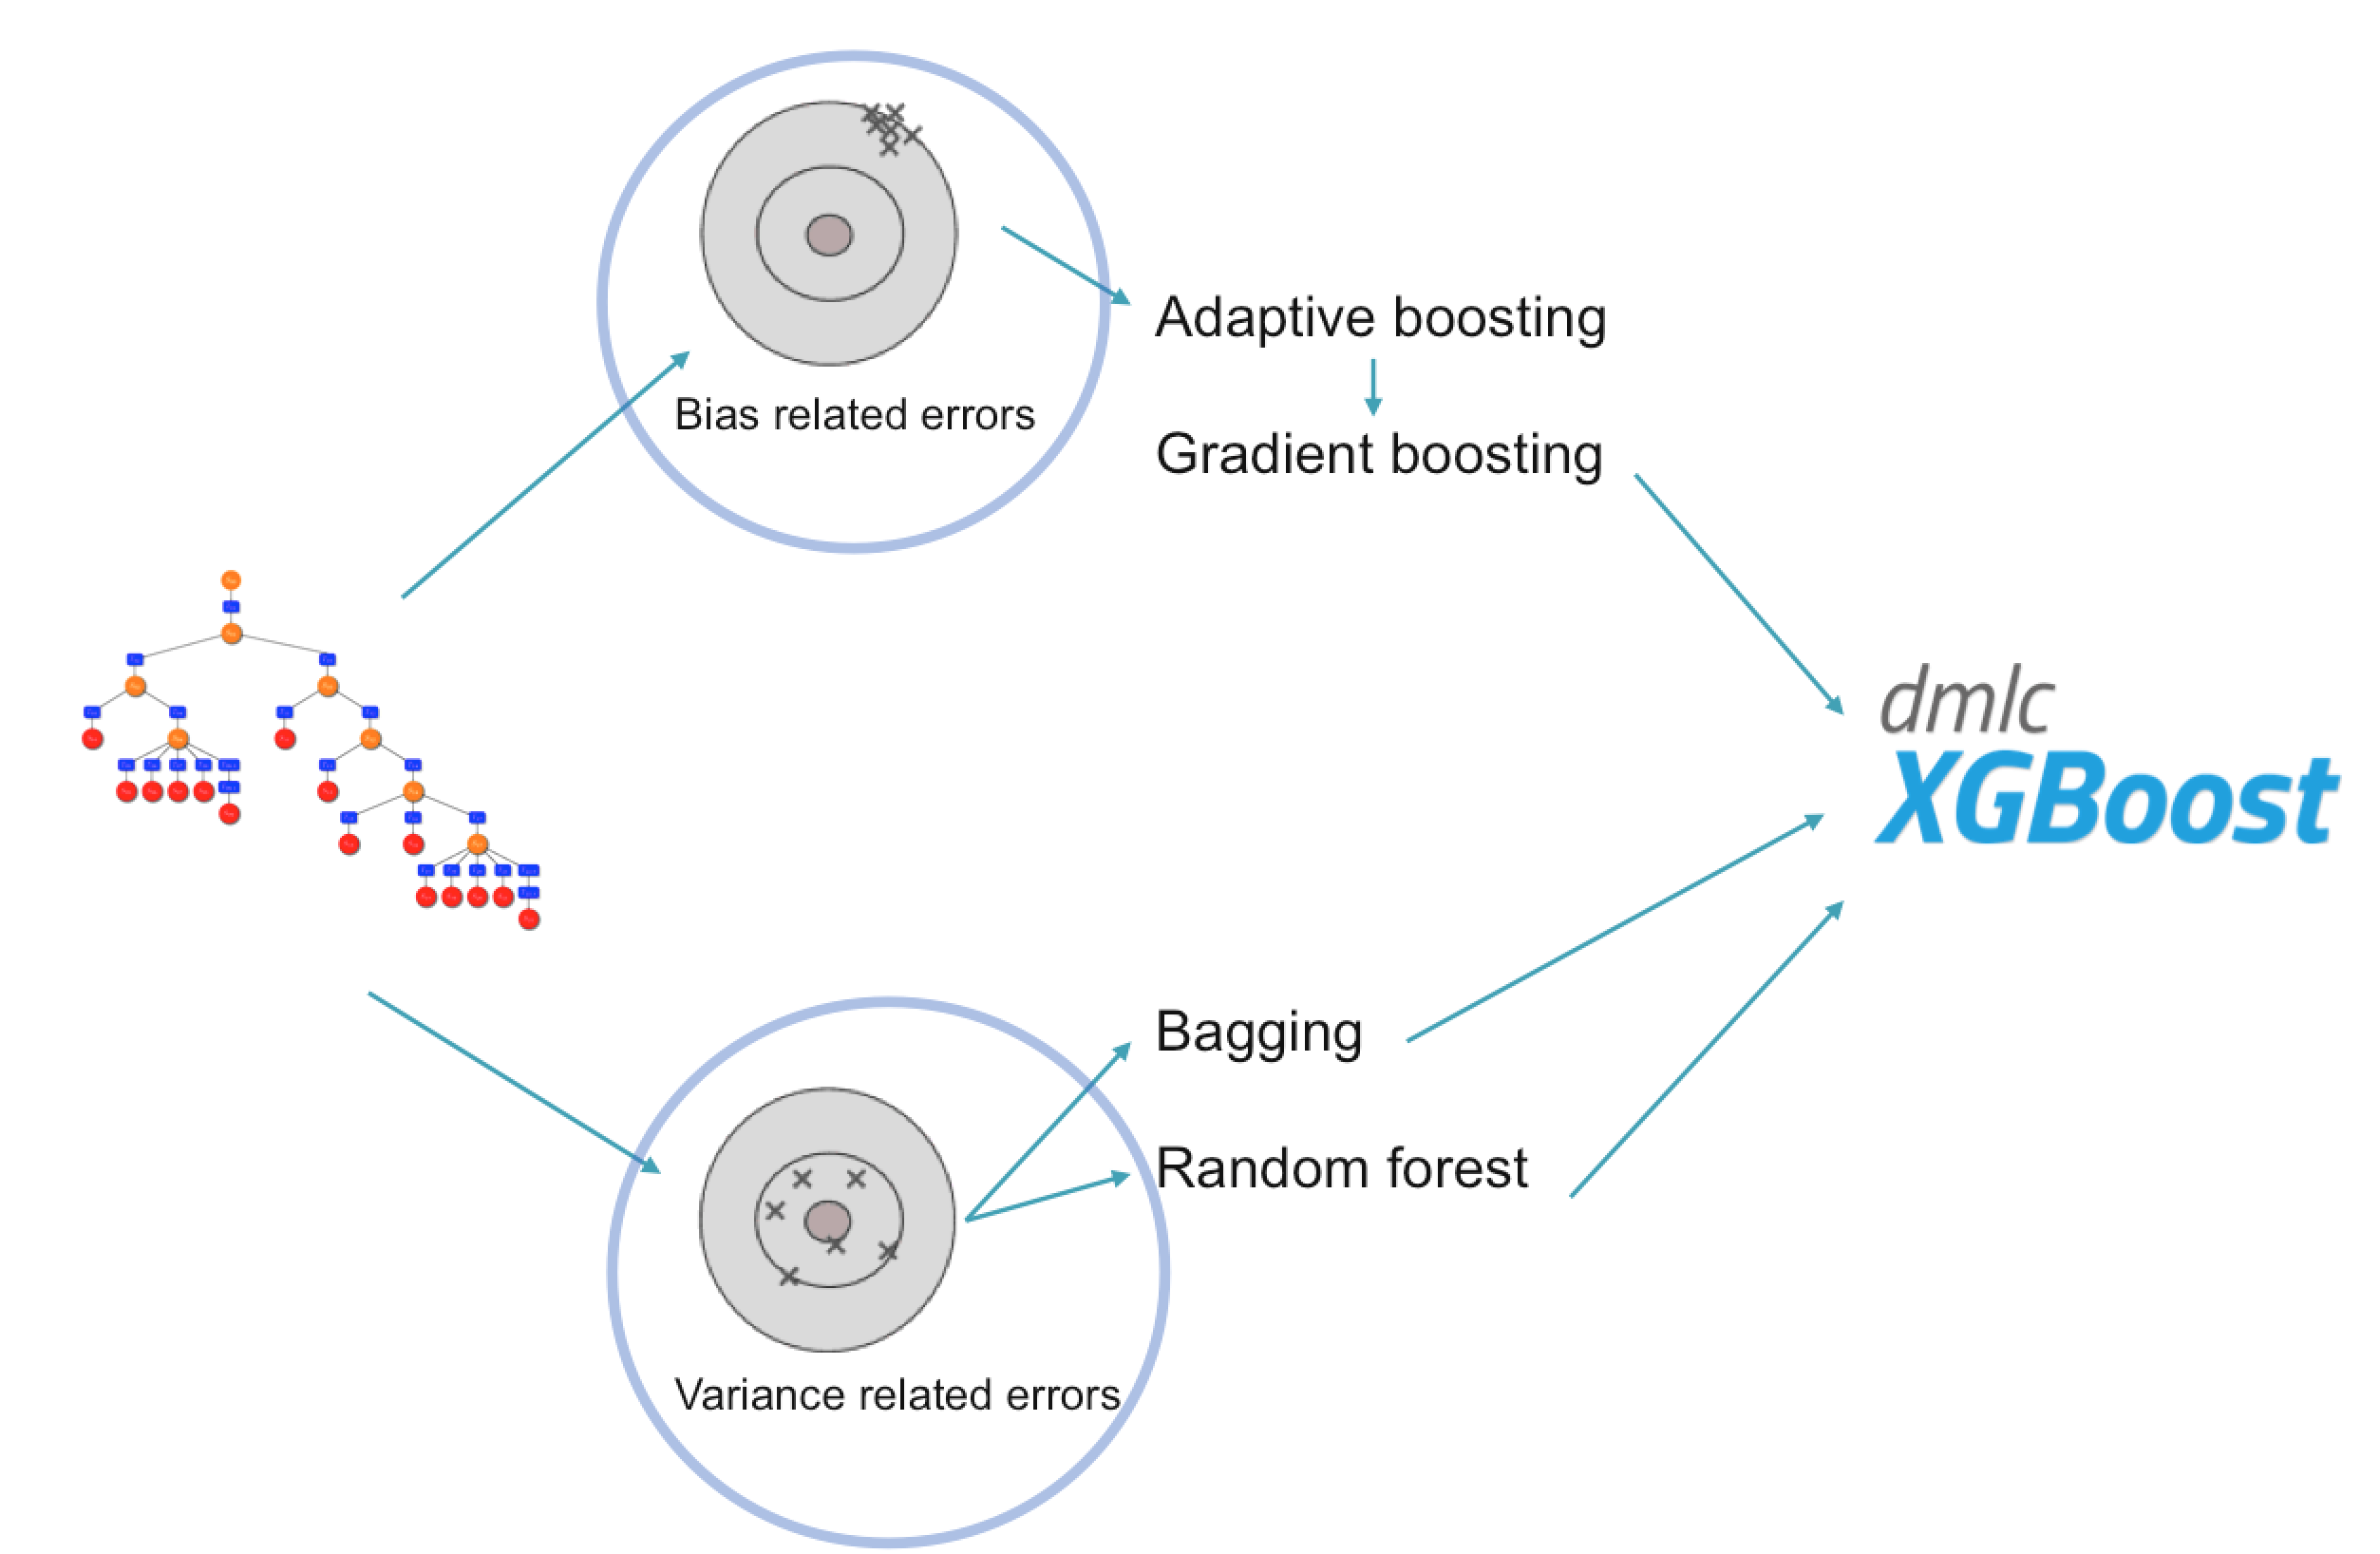 Bias related errors
Adaptive boosting
Gradient boosting
dmlc
XGBoost
Bagging
Random forest
Variance related errors